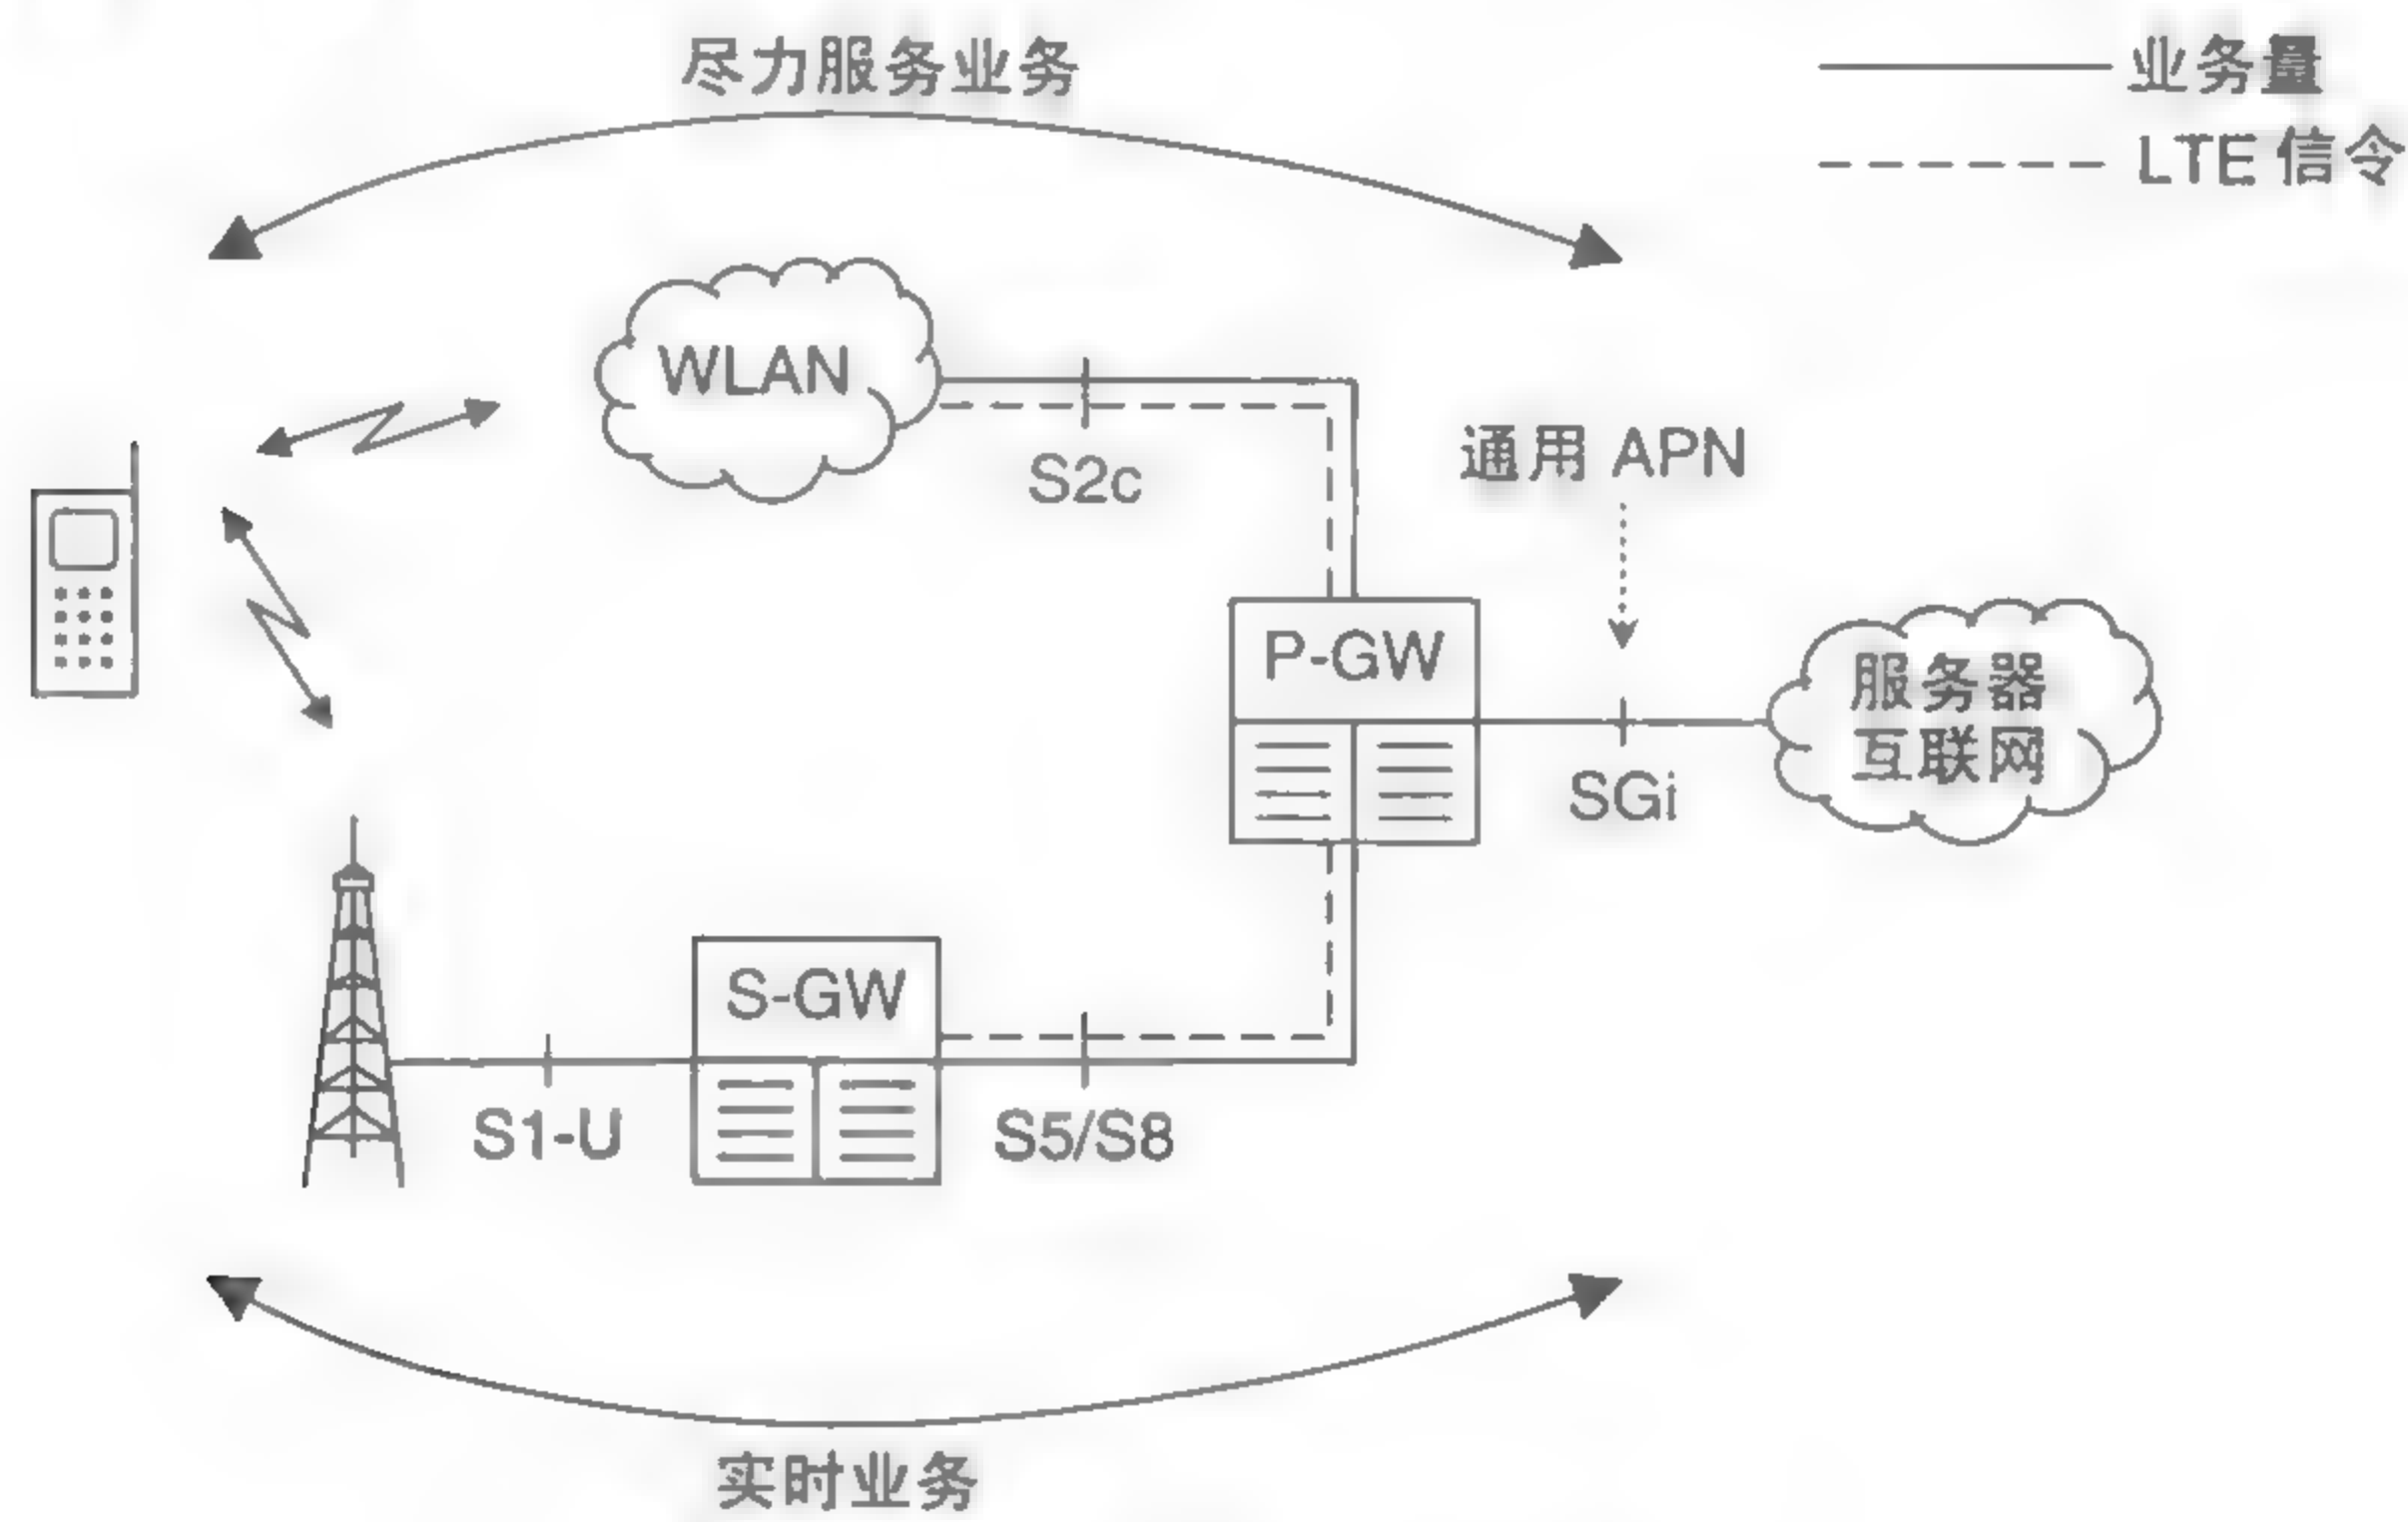 尽力服务业务
业务量
LTE 信令
WLAN
S2c
通用 APN
P-GW
服务器
互联网
SGi
S-GW
S1-U
S5/S8
实时业务